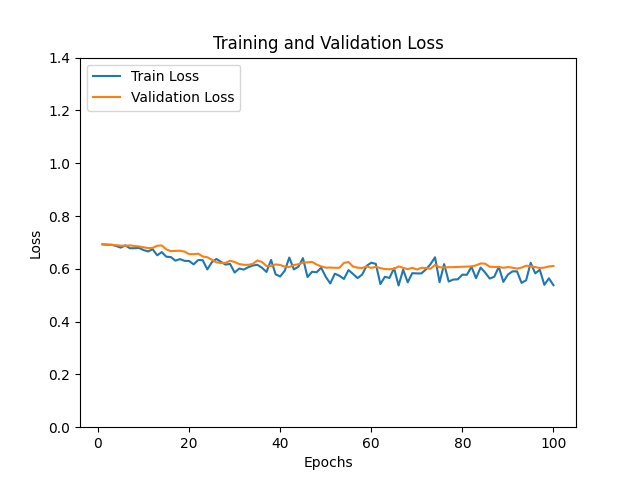 Training and Validation Loss
Train Loss
Validation Loss
Loss
1.4
1.2
1.0
0.8
0.6
0.4
0.2
0.0
0 20 40 60 80 100
Epochs